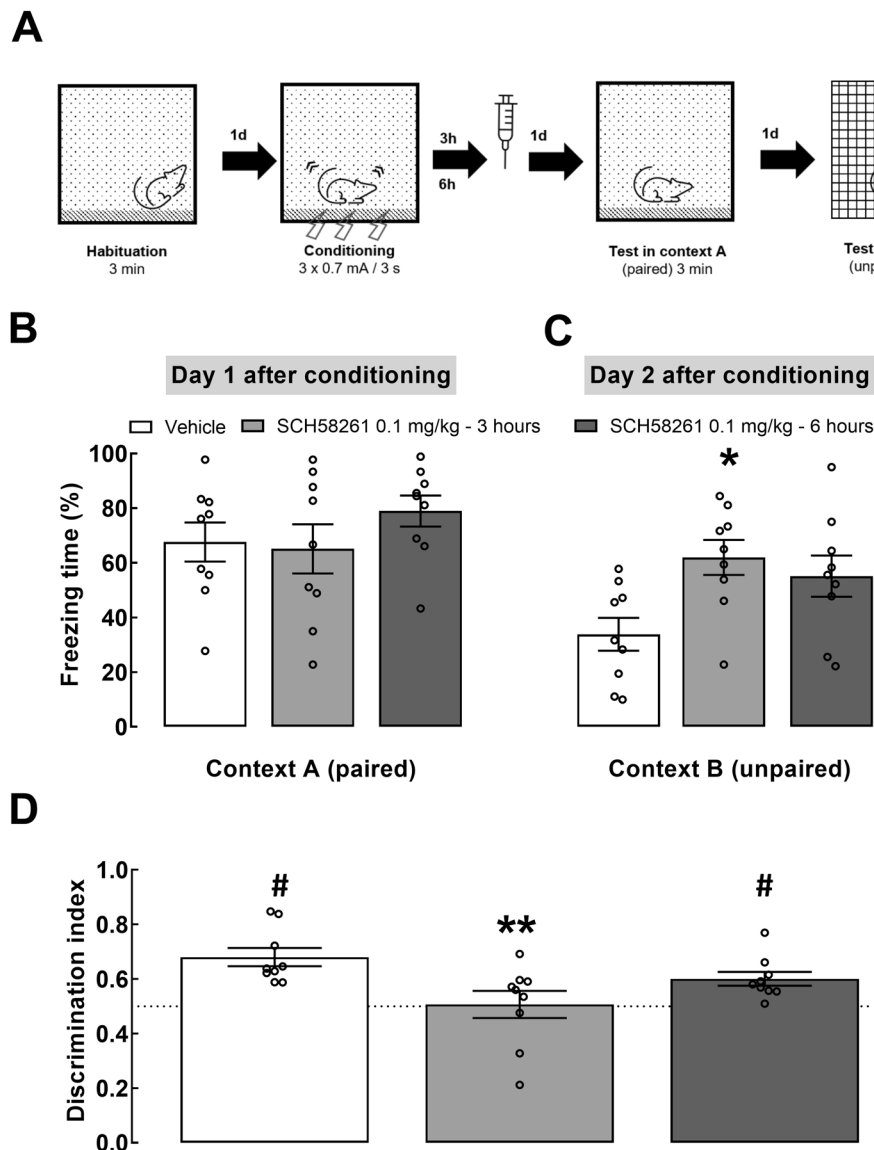 A
1d
3h
6h
1d
1d
Habituation
3 min
Conditioning
3 x 0.7 mA / 3 s
Test in context A
(paired) 3 min
Test
(unp
B
C
Day 1 after conditioning
Day 2 after conditioning
Vehicle
SCH58261 0.1 mg/kg - 3 hours
SCH58261 0.1 mg/kg - 6 hours
Freezing time (%)
100
80
60
40
20
0
*
Context A (paired)
Context B (unpaired)
D
Discrimination index
1.0
0.8
0.6
0.4
0.2
0.0
#
**
#